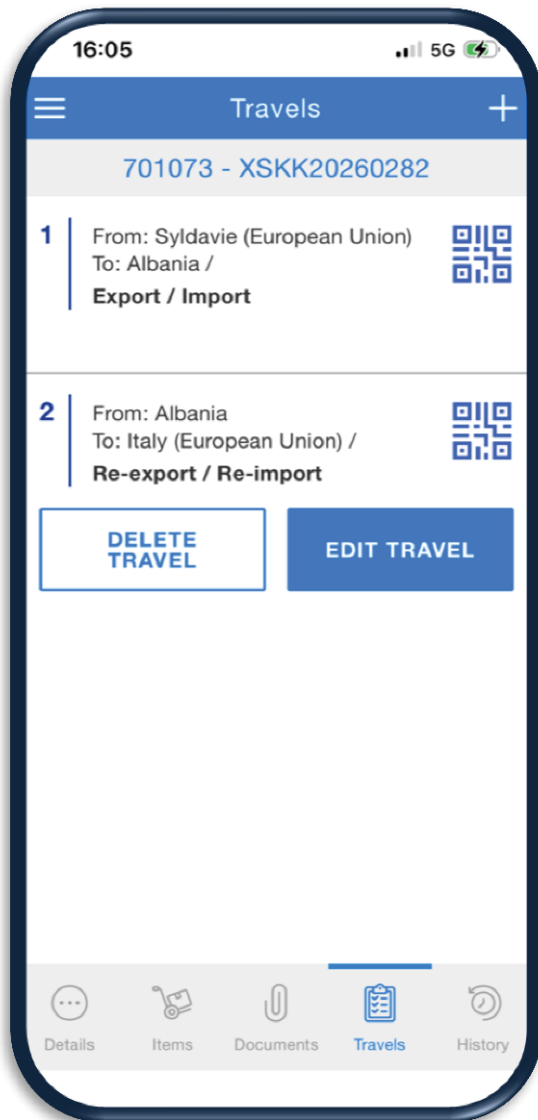 16:05
5G
Travels
701073 - XSKK20260282
1
From: Syldavie (European Union)
To: Albania /
Export / Import
2
From: Albania
To: Italy (European Union) /
Re-export / Re-import
DELETE
TRAVEL
EDIT TRAVEL
Details
Items
Documents
Travels
History